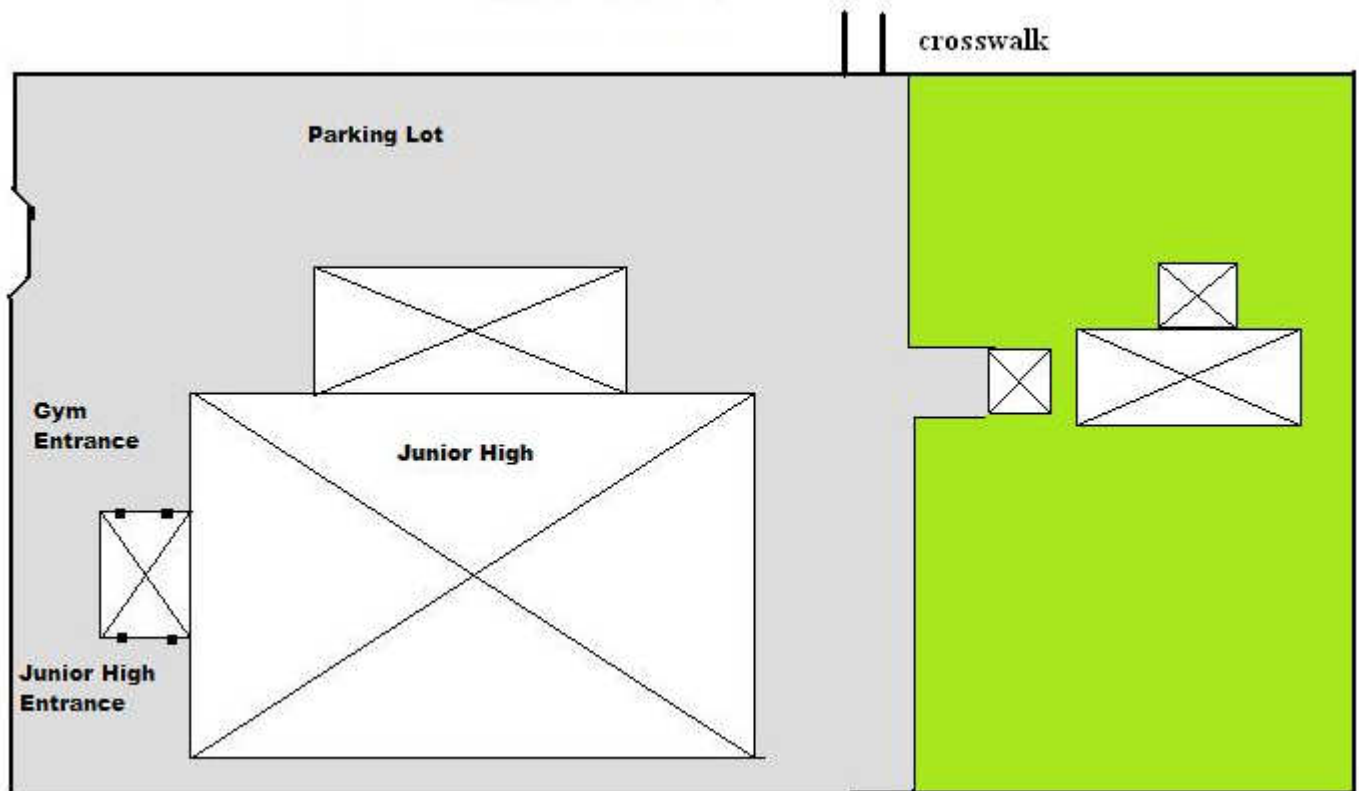 crosswalk
Parking Lot
Gym
Entrance
Junior High
Junior High
Entrance